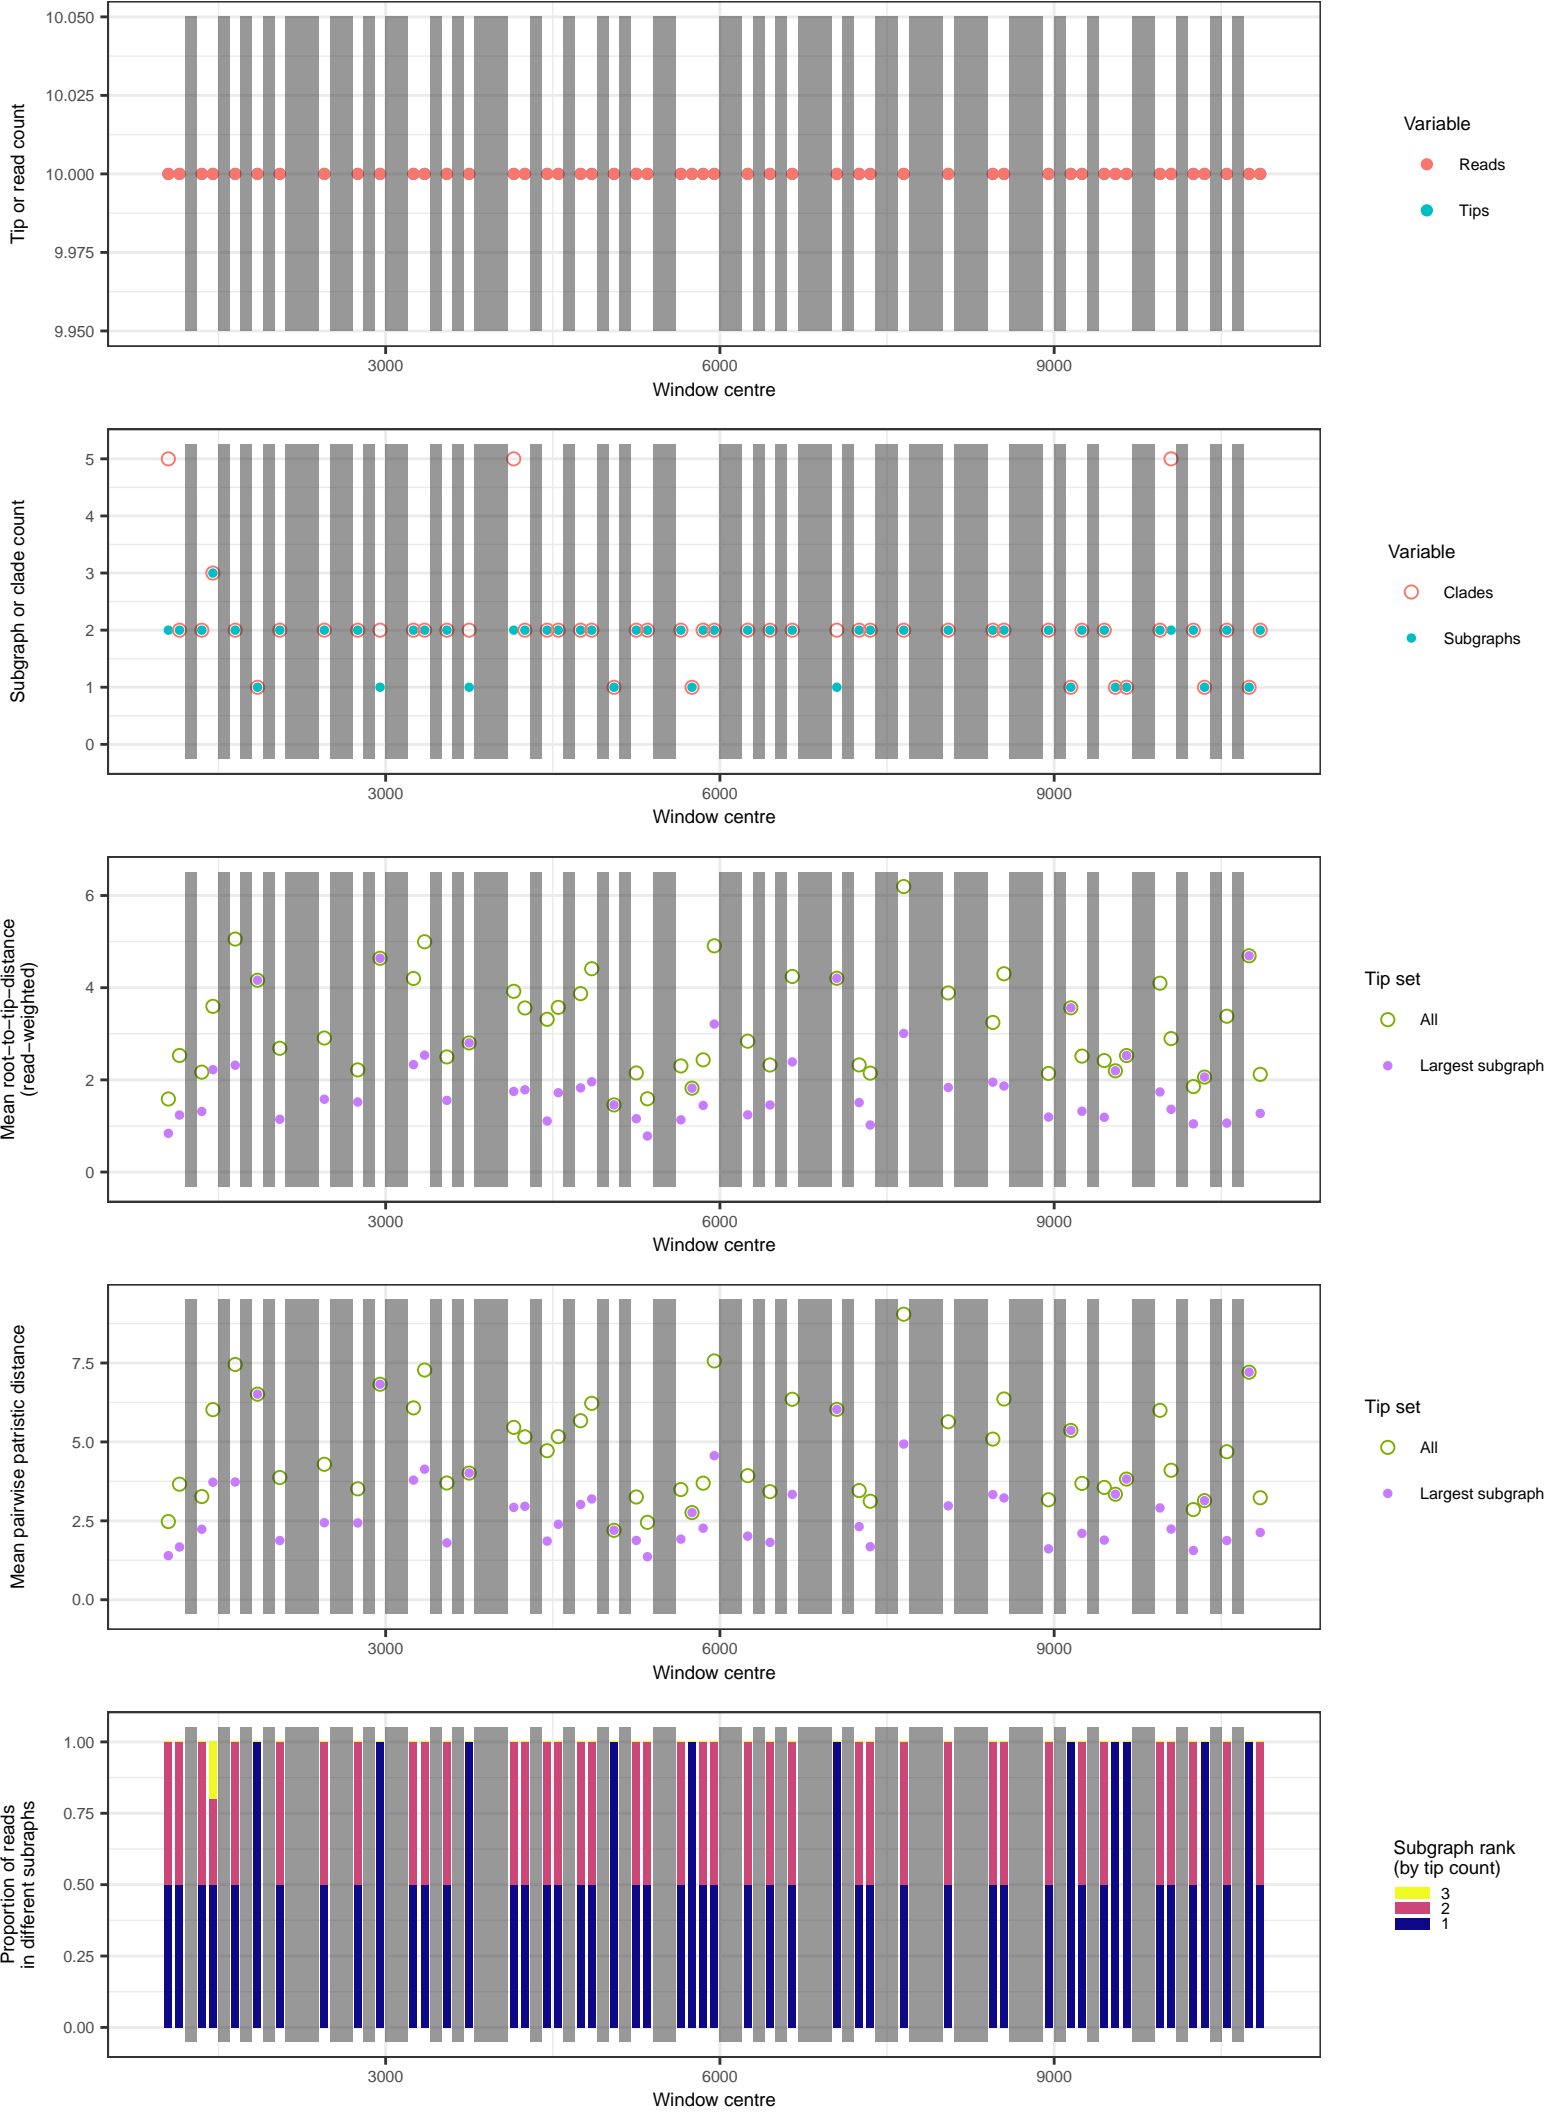 10.050
10.025
10.000
9.975
9.950
Tip or read count
3000
6000
9000
Window centre
Variable
Reads
Tips
5
4
3
2
1
0
Subgraph or clade count
3000
6000
9000
Window centre
Variable
Clades
Subgraphs
6
4
2
0
Mean root−to−tip−distance
(read−weighted)
3000
6000
9000
Window centre
Tip set
All
Largest subgraph
7.5
5.0
2.5
0.0
Mean pairwise patristic distance
3000
6000
9000
Window centre
Tip set
All
Largest subgraph
1.00
0.75
0.50
0.25
0.00
Proportion of reads
in different subraphs
3000
6000
9000
Window centre
Subgraph rank
(by tip count)
3
2
1